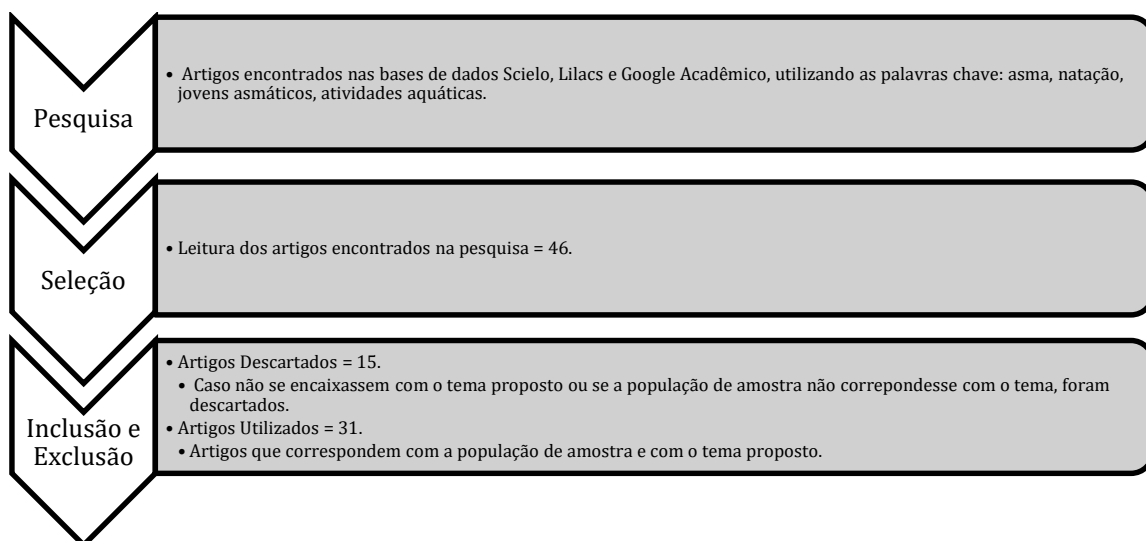 Pesquisa
• Artigos encontrados nas bases de dados Scielo, Lilacs e Google Acadêmico, utilizando as palavras chave: asma, natação,
jovens asmáticos, atividades aquáticas.
Seleção
• Leitura dos artigos encontrados na pesquisa = 46.
Inclusão e
Exclusão
• Artigos Descartados = 15.
• Caso não se encaixassem com o tema proposto ou se a população de amostra não correpondesse com o tema, foram
descartados.
• Artigos Utilizados = 31.
• Artigos que correspondem com a população de amostra e com o tema proposto.